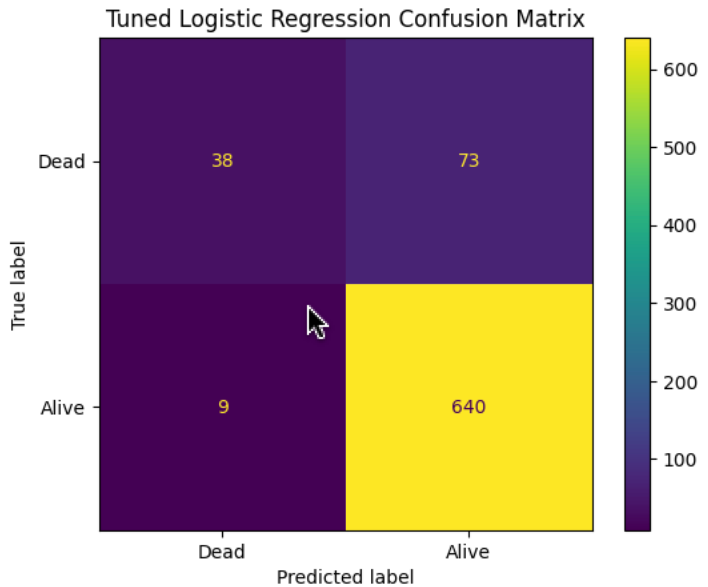 Tuned Logistic Regression Confusion Matrix
Dead
38
73
Alive
9
640
Dead
Alive
True label
Predicted label
600
500
400
300
200
100